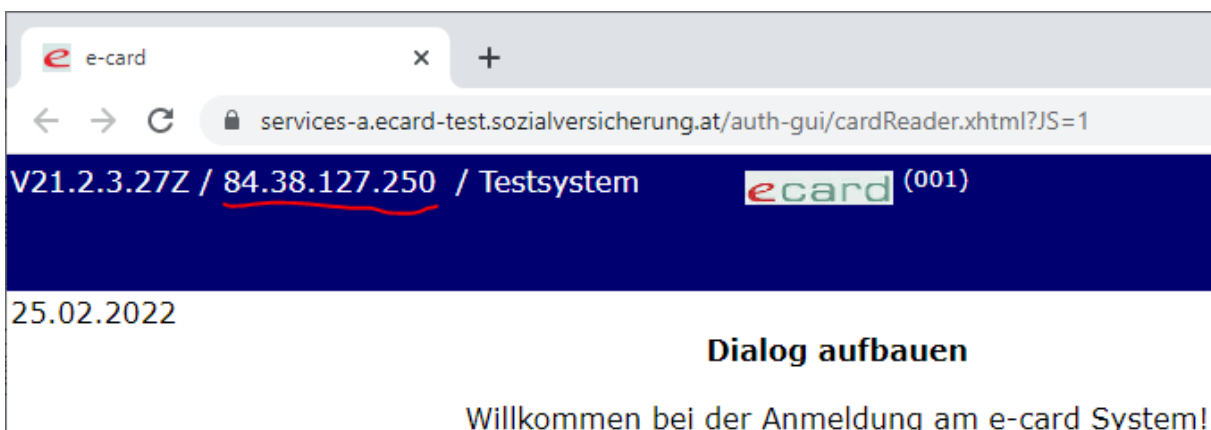 e-card
services-a.ecard-test.sozialversicherung.at/auth-gui/cardReader.xhtml?JS=1
V21.2.3.27Z / 84.38.127.250 / Testsystem ecard (001)
25.02.2022
Dialog aufbauen
Willkommen bei der Anmeldung am e-card System!